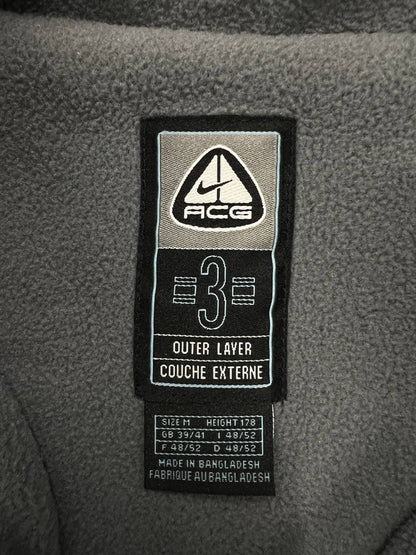 ACG
3
OUTER LAYER
COUCHE EXTERNE
SIZE M HEIGHT 178
GB 39/41 I 48/52
F 48/52 D 48/52
MADE IN BANGLADESH
FABRIQUE AU BANGLADESH